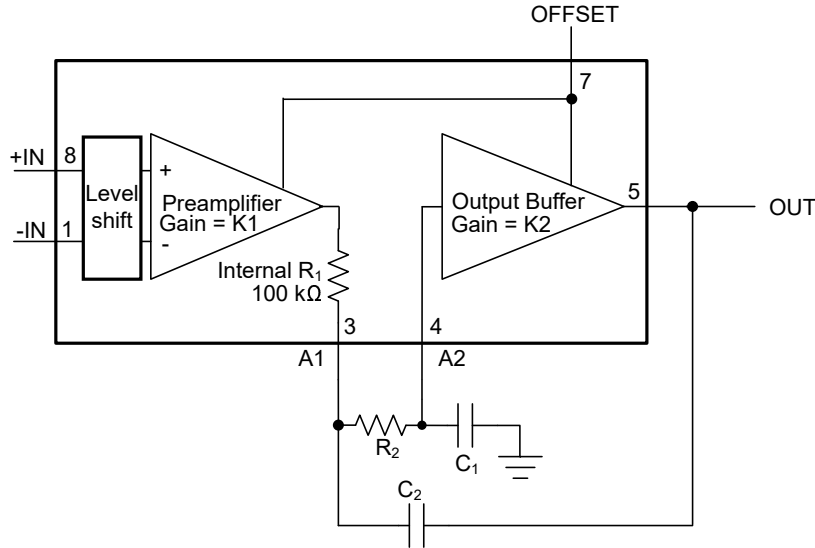 OFFSET
7
+IN 8
-IN 1
Level
shift
+
-
Preamplifier
Gain = K1
Output Buffer
Gain = K2
5
OUT
Internal R₁
100 kΩ
3
4
A1
A2
R₂
C₁
C₂